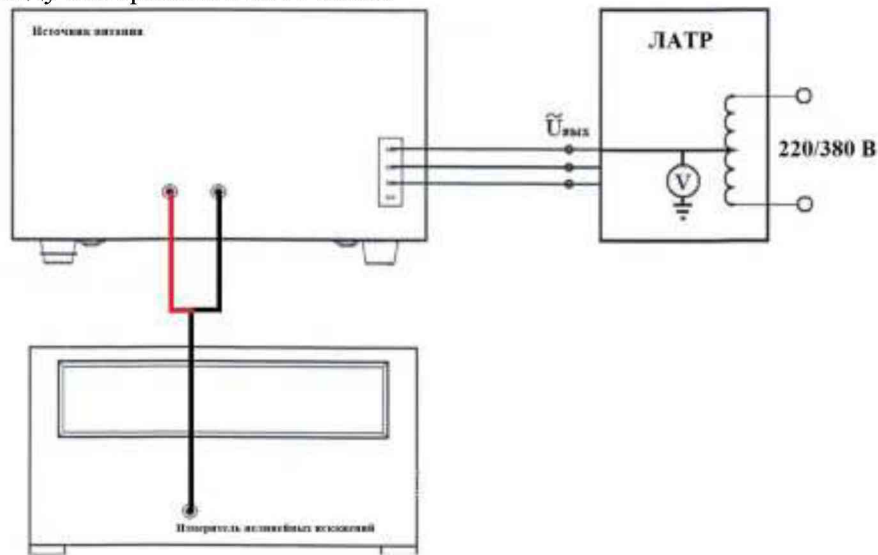 Источник питания
ЛАТР
Ũвых
220/380 В
V
Измеритель нелинейных искажений